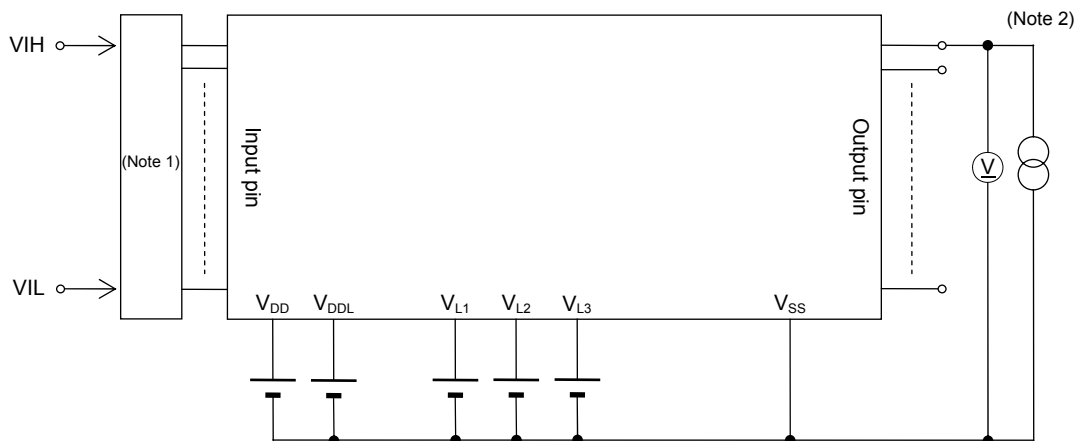 (Note 2)
VIH
(Note 1)
Input pin
Output pin
V
VIL
VDD
VDDL
VL1
VL2
VL3
VSS